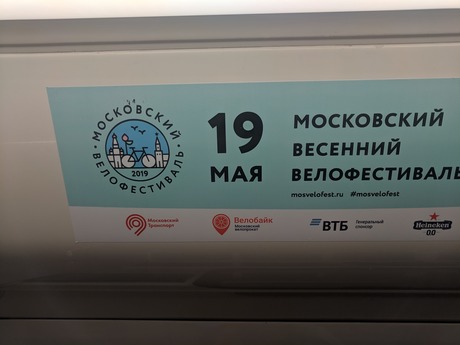 МОСКОВСКИЙ
ВЕЛОФЕСТИВАЛЬ
2019
19
МАЯ
МОСКОВСКИЙ
ВЕСЕННИЙ
ВЕЛОФЕСТИВАЛЬ
mosvelofest.ru #mosvelofest
Московский
Транспорт
Велобайк
Московский
велопрокат
ВТБ
Генеральный
спонсор
Heineken
0.0